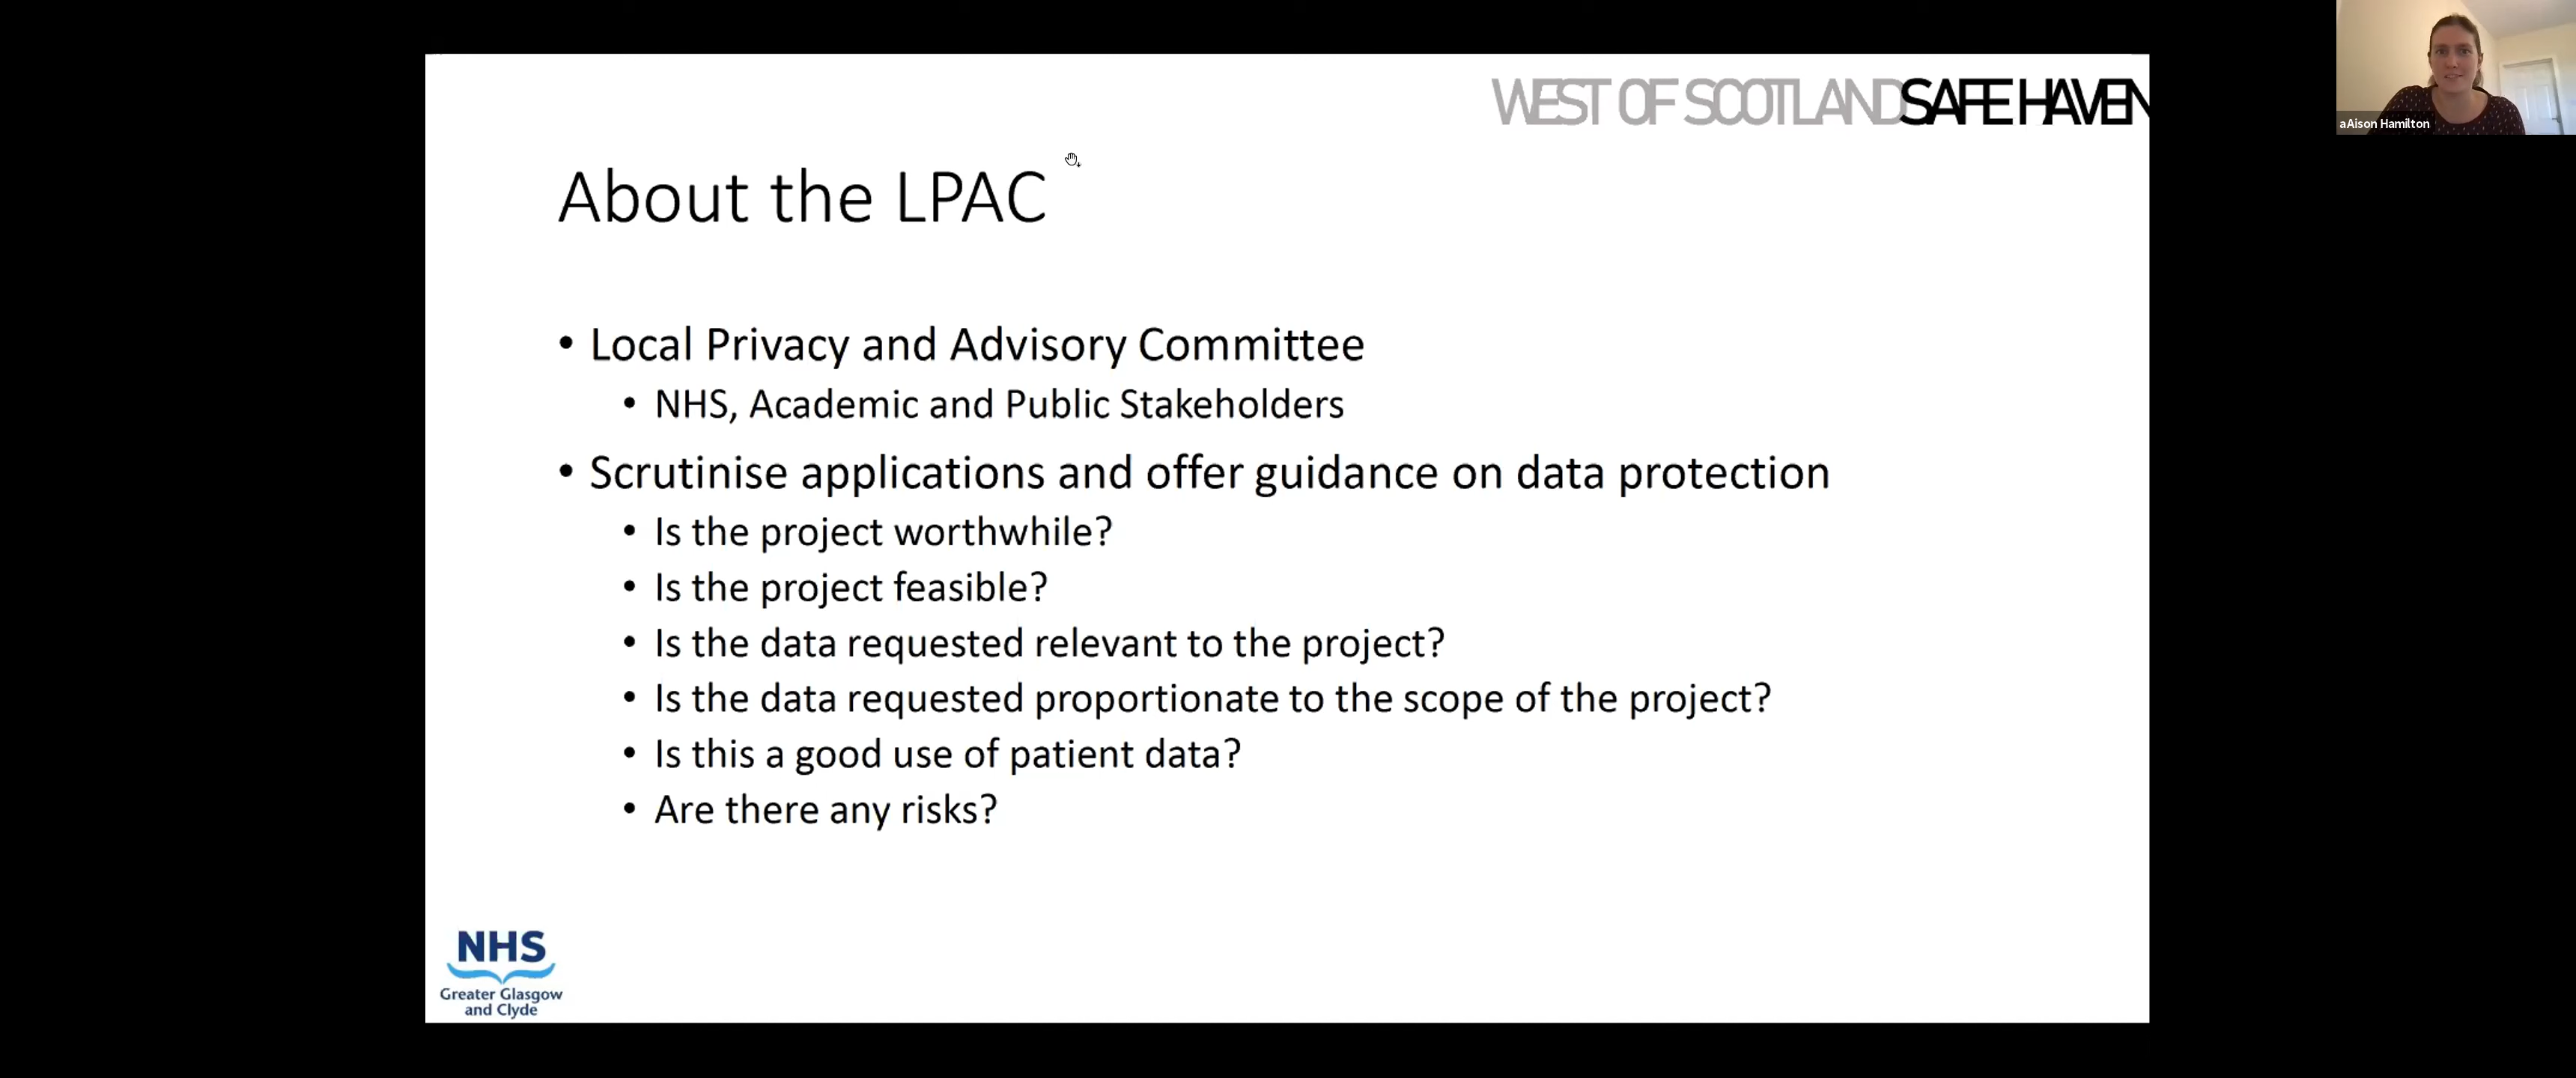 WEST OF SCOTLANDSAFE HAVEN
aAison Hamilton
About the LPAC
• Local Privacy and Advisory Committee
• NHS, Academic and Public Stakeholders
• Scrutinise applications and offer guidance on data protection
• Is the project worthwhile?
• Is the project feasible?
• Is the data requested relevant to the project?
• Is the data requested proportionate to the scope of the project?
• Is this a good use of patient data?
• Are there any risks?
NHS
Greater Glasgow
and Clyde